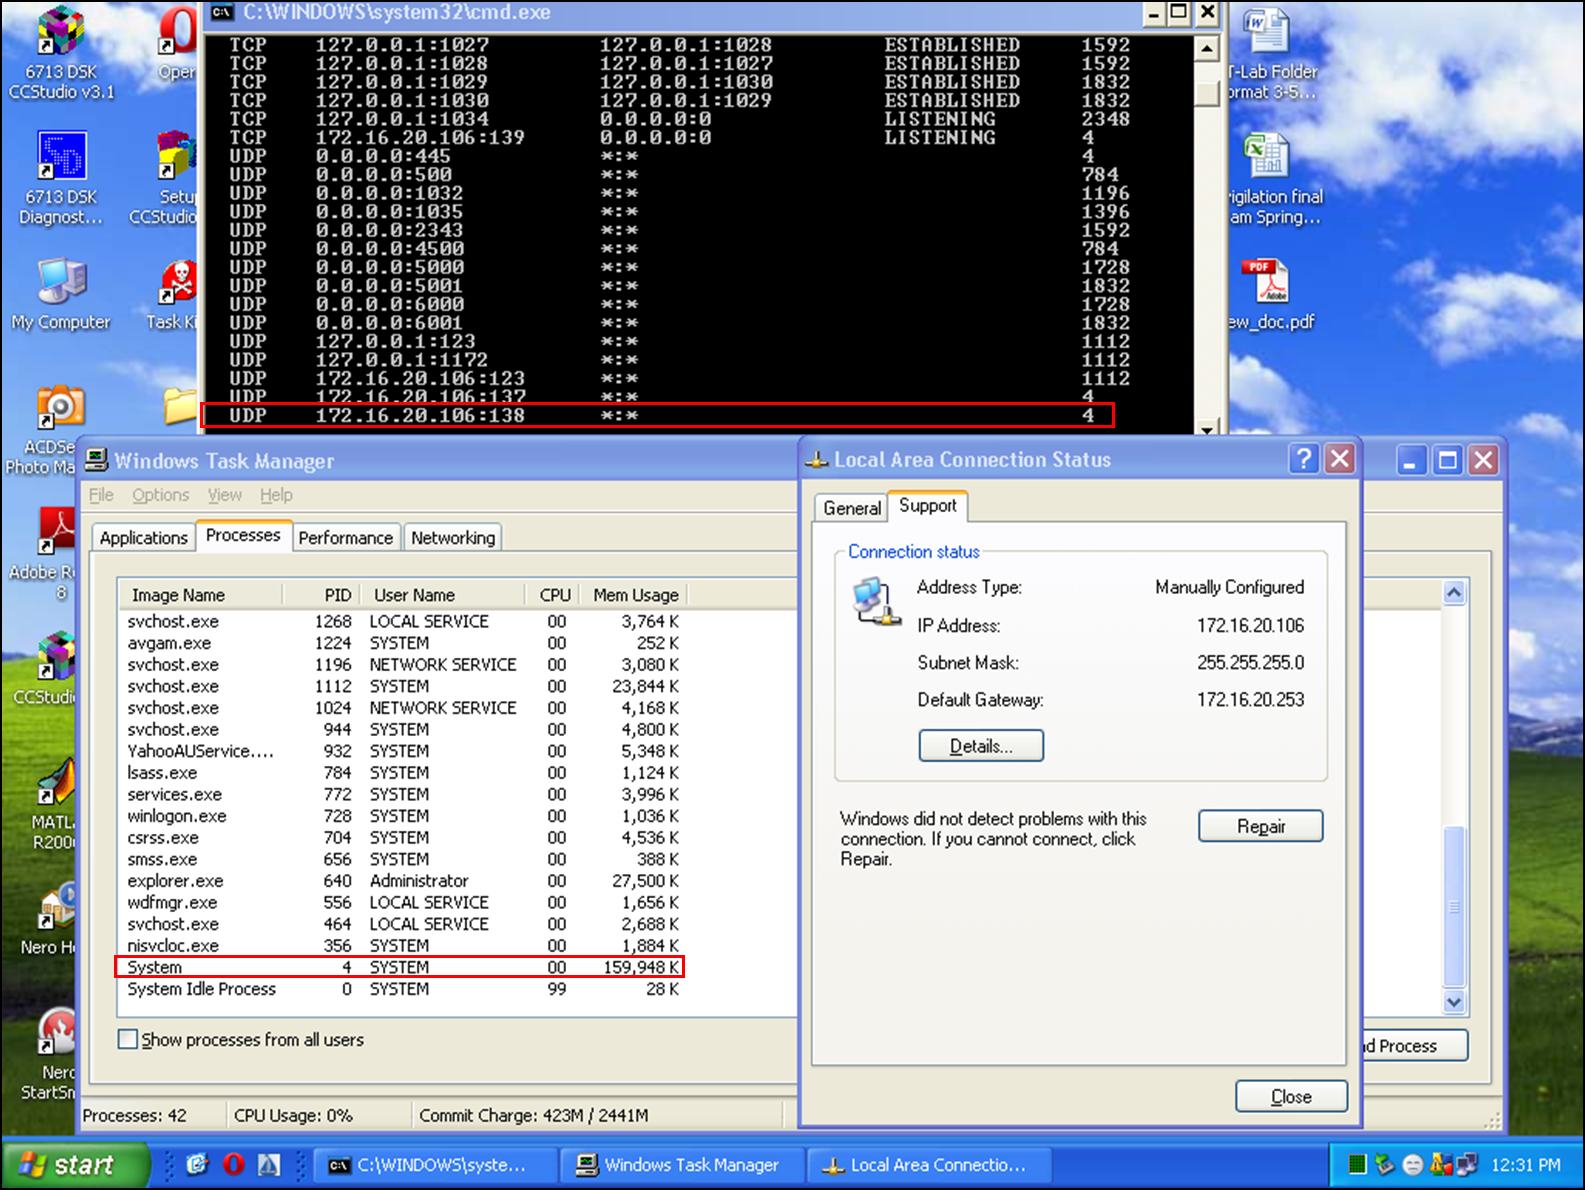 C:\WINDOWS\system32\cmd.exe
TCP 127.0.0.1:1027 127.0.0.1:1028 ESTABLISHED 1592
TCP 127.0.0.1:1028 127.0.0.1:1027 ESTABLISHED 1592
TCP 127.0.0.1:1029 127.0.0.1:1030 ESTABLISHED 1832
TCP 127.0.0.1:1030 127.0.0.1:1029 ESTABLISHED 1832
TCP 127.0.0.1:1034 0.0.0.0:0 LISTENING 2348
TCP 172.16.20.106:139 0.0.0.0:0 LISTENING 4
UDP 0.0.0.0:445 *:* 4
UDP 0.0.0.0:500 *:* 784
UDP 0.0.0.0:1032 *:* 1196
UDP 0.0.0.0:1035 *:* 1396
UDP 0.0.0.0:2343 *:* 1592
UDP 0.0.0.0:4500 *:* 784
UDP 0.0.0.0:5000 *:* 1728
UDP 0.0.0.0:5001 *:* 1832
UDP 0.0.0.0:6000 *:* 1728
UDP 0.0.0.0:6001 *:* 1832
UDP 127.0.0.1:123 *:* 1112
UDP 127.0.0.1:1172 *:* 1112
UDP 172.16.20.106:123 *:* 1112
UDP 172.16.20.106:137 *:* 4
UDP 172.16.20.106:138 *:* 4
6713 DSK
CCStudio v3.1
Oper
6713 DSK
Diagnost...
Setu
CCStudio
My Computer
Task Ki
ACDSe
Photo Ma
Adobe R
8
CCStudi
MATL
R200
Nero H
Nero
StartSm
T-Lab Folder
ormat 3-5...
igilation final
am Spring...
PDF
Adobe
ew_doc.pdf
Windows Task Manager
File Options View Help
Applications Processes Performance Networking
Image Name PID User Name CPU Mem Usage
svchost.exe 1268 LOCAL SERVICE 00 3,764 K
avgam.exe 1224 SYSTEM 00 252 K
svchost.exe 1196 NETWORK SERVICE 00 3,080 K
svchost.exe 1112 SYSTEM 00 23,844 K
svchost.exe 1024 NETWORK SERVICE 00 4,168 K
svchost.exe 944 SYSTEM 00 4,800 K
YahooAUService.... 932 SYSTEM 00 5,348 K
lsass.exe 784 SYSTEM 00 1,124 K
services.exe 772 SYSTEM 00 3,996 K
winlogon.exe 728 SYSTEM 00 1,036 K
csrss.exe 704 SYSTEM 00 4,536 K
smss.exe 656 SYSTEM 00 388 K
explorer.exe 640 Administrator 00 27,500 K
wdfmgr.exe 556 LOCAL SERVICE 00 1,656 K
svchost.exe 464 LOCAL SERVICE 00 2,688 K
nisvcloc.exe 356 SYSTEM 00 1,884 K
System 4 SYSTEM 00 159,948 K
System Idle Process 0 SYSTEM 99 28 K
Show processes from all users
d Process
Processes: 42 CPU Usage: 0% Commit Charge: 423M / 2441M
Local Area Connection Status
General Support
Connection status
Address Type: Manually Configured
IP Address: 172.16.20.106
Subnet Mask: 255.255.255.0
Default Gateway: 172.16.20.253
Details...
Windows did not detect problems with this
connection. If you cannot connect, click
Repair.
Repair
Close
start C:\WINDOWS\syste... Windows Task Manager Local Area Connectio... 12:31 PM